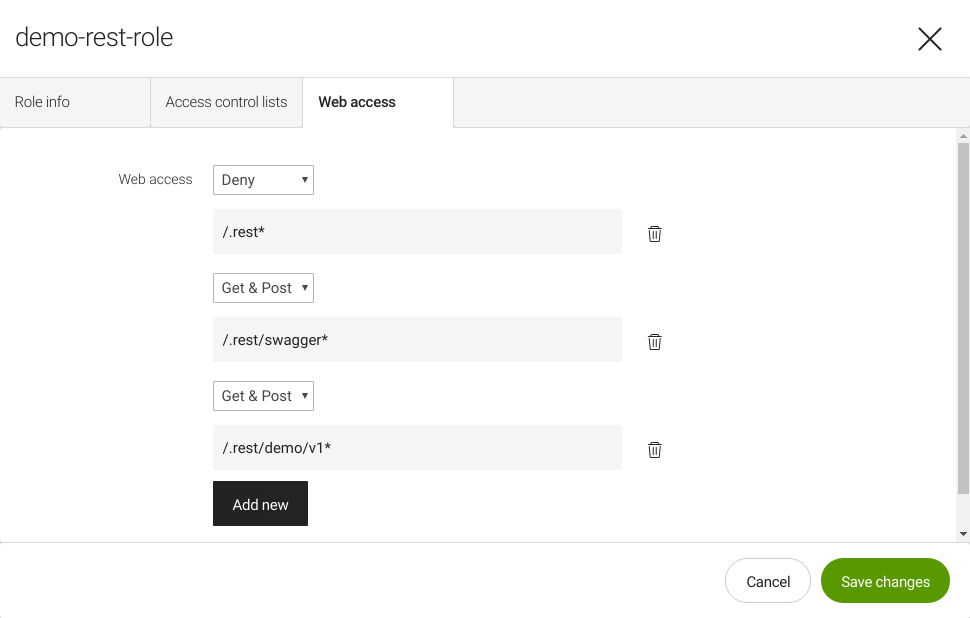 demo-rest-role
Role info Access control lists Web access
Web access Deny
/.rest*
Get & Post
/.rest/swagger*
Get & Post
/.rest/demo/v1*
Add new
Cancel Save changes